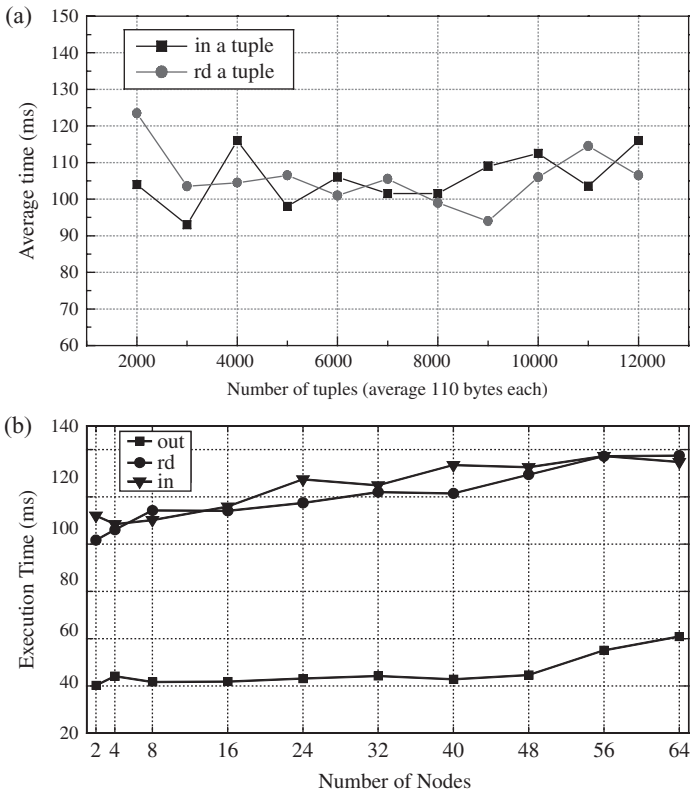 (a)
150
140
130
120
110
100
90
80
70
60
Average time (ms)
in a tuple
rd a tuple
2000 4000 6000 8000 10000 12000
Number of tuples (average 110 bytes each)
(b)
140
120
100
80
60
40
20
Execution Time (ms)
out
rd
in
2 4 8 16 24 32 40 48 56 64
Number of Nodes